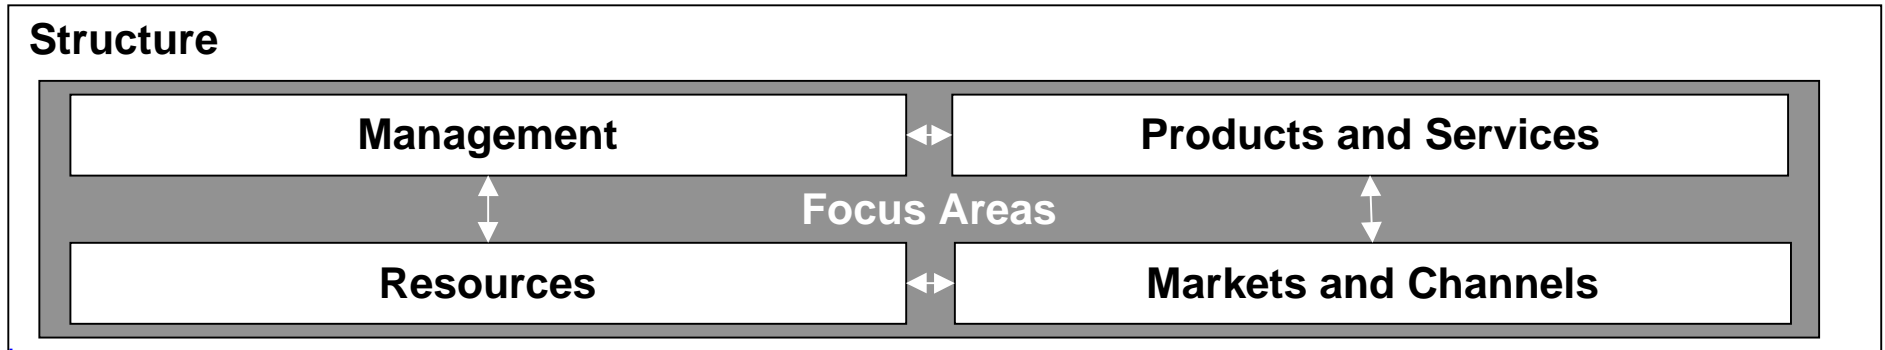 Structure
Management
Products and Services
Focus Areas
Resources
Markets and Channels